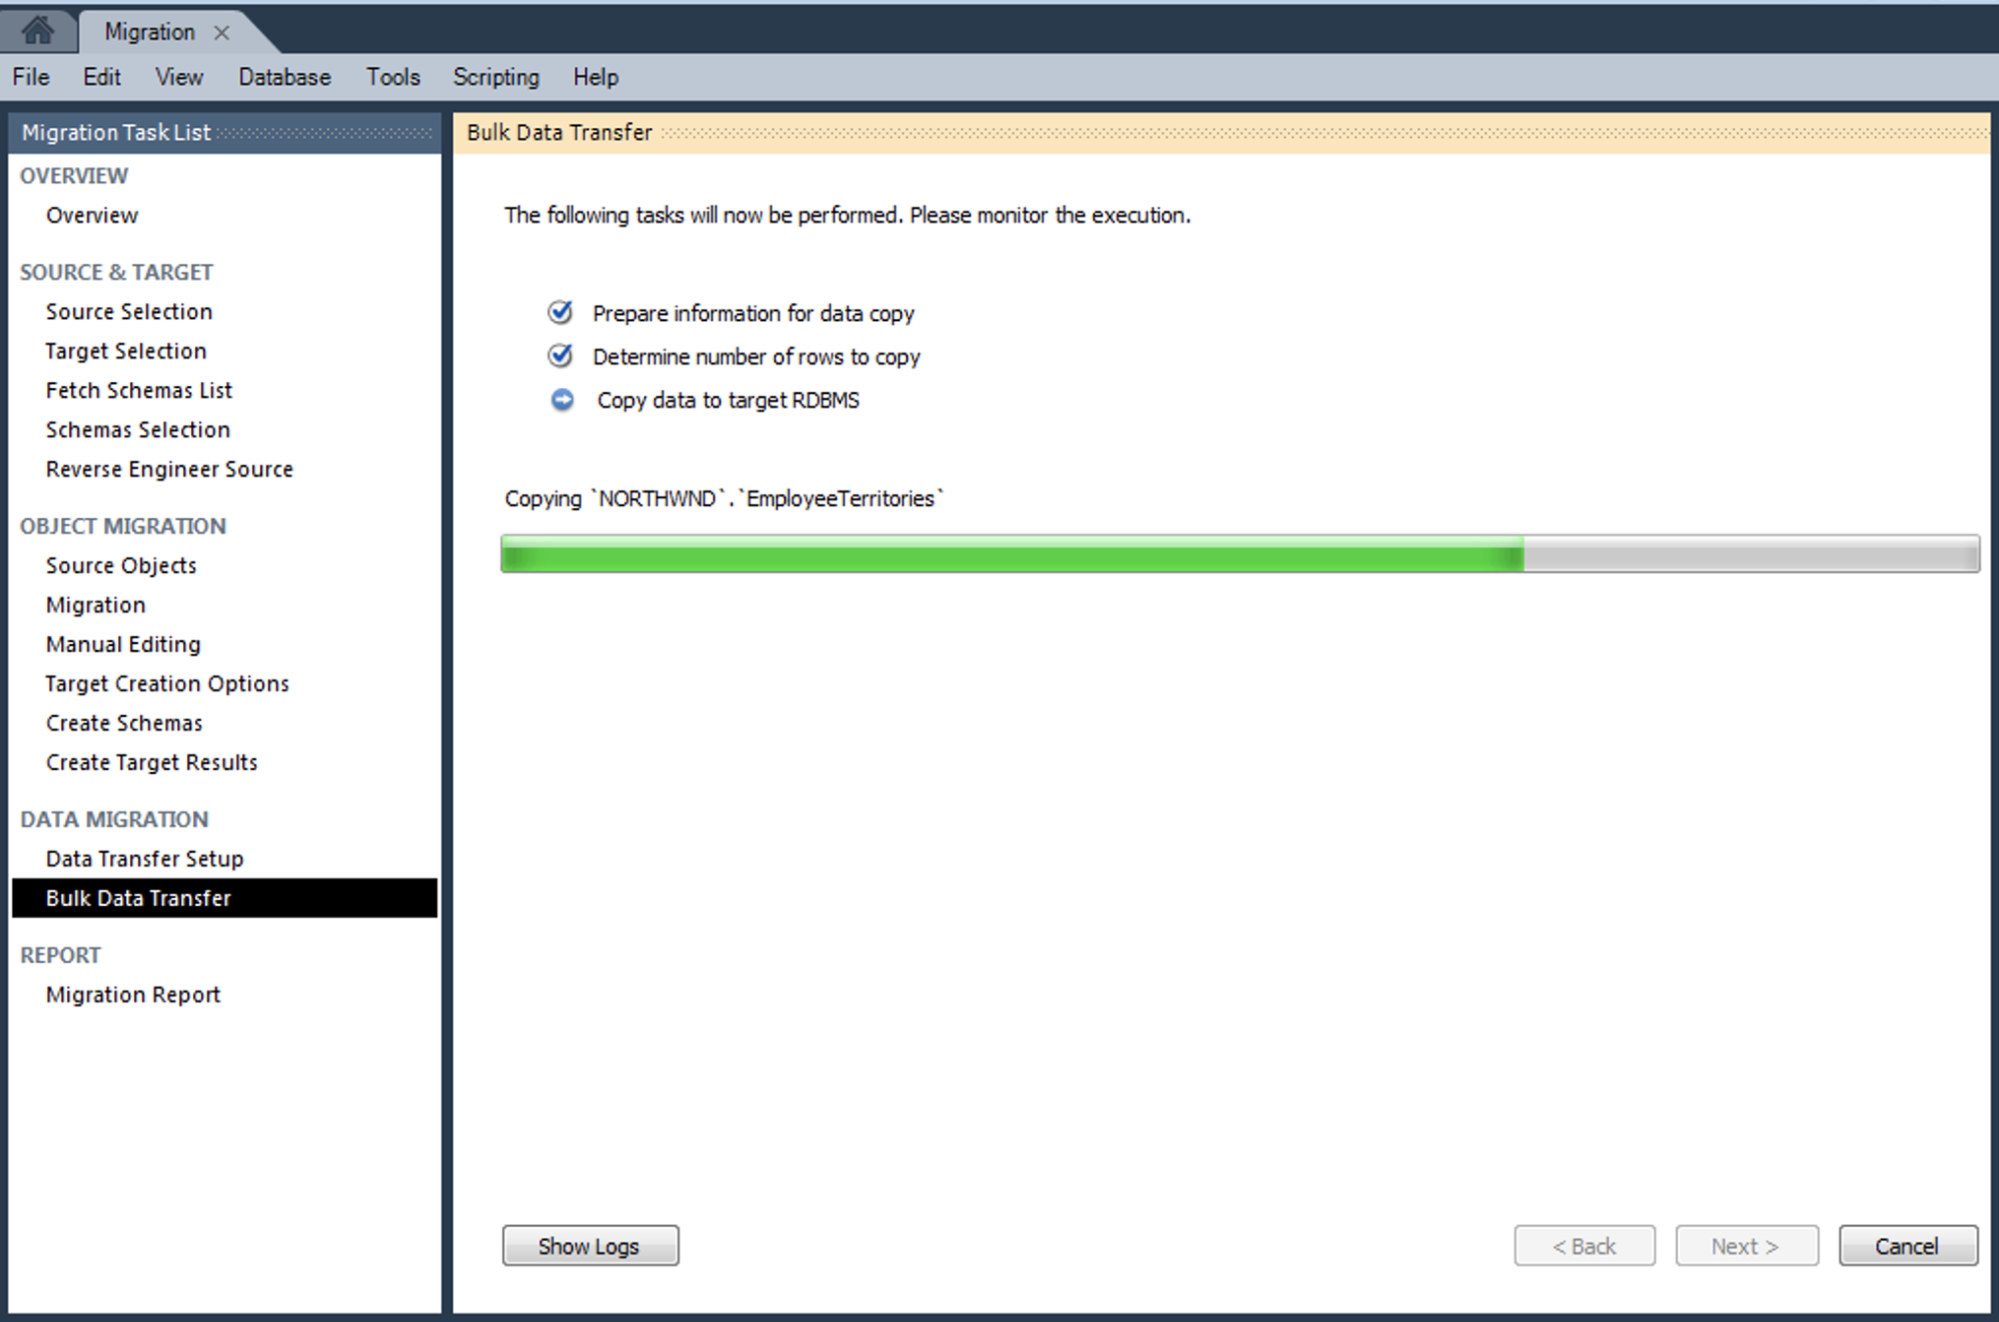 Migration
File Edit View Database Tools Scripting Help
Migration Task List
OVERVIEW
Overview
SOURCE & TARGET
Source Selection
Target Selection
Fetch Schemas List
Schemas Selection
Reverse Engineer Source
OBJECT MIGRATION
Source Objects
Migration
Manual Editing
Target Creation Options
Create Schemas
Create Target Results
DATA MIGRATION
Data Transfer Setup
Bulk Data Transfer
REPORT
Migration Report
Bulk Data Transfer
The following tasks will now be performed. Please monitor the execution.
Prepare information for data copy
Determine number of rows to copy
Copy data to target RDBMS
Copying `NORTHWND`.`EmployeeTerritories`
Show Logs
< Back
Next >
Cancel